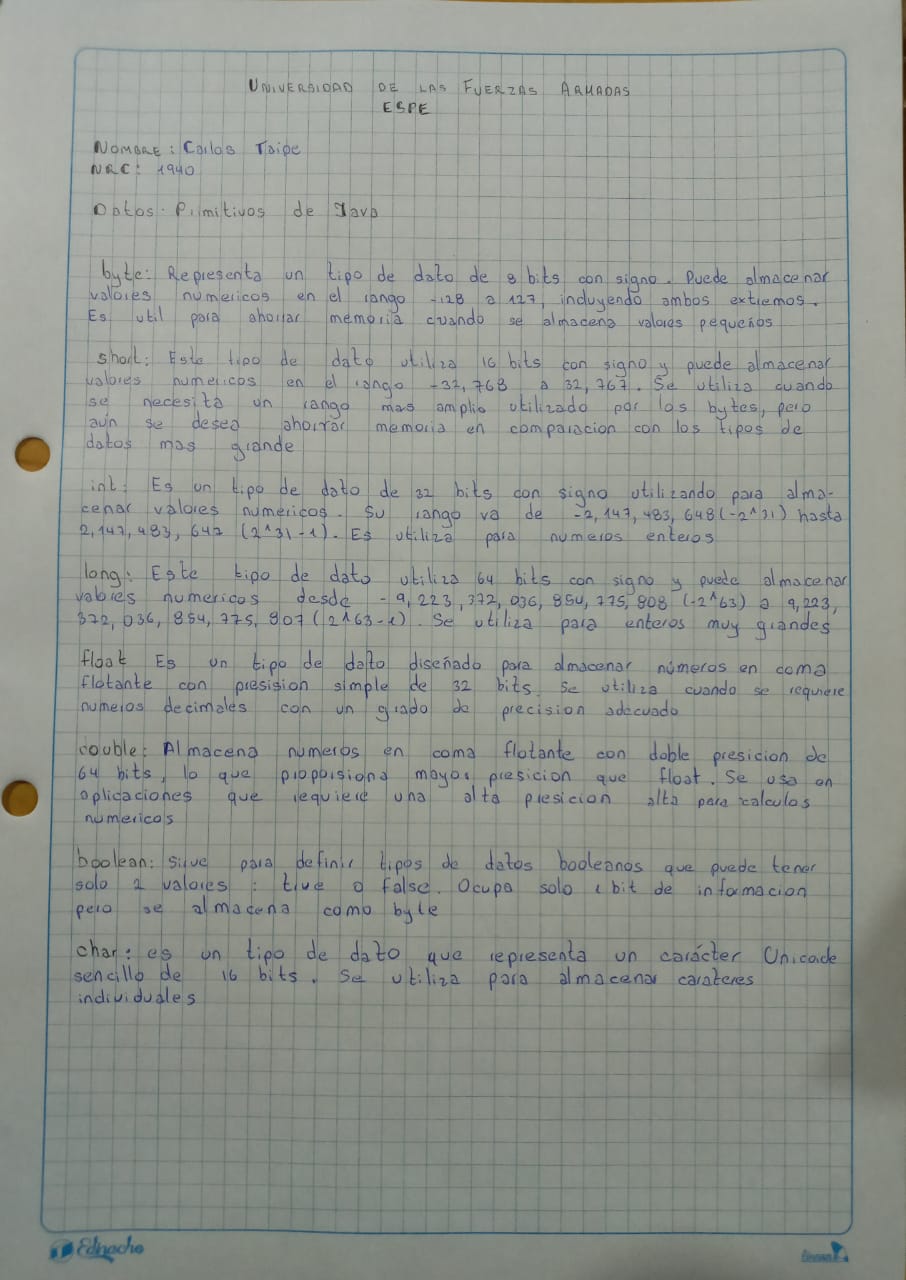 UNIVERSIDAD DE LAS FUERZAS ARMADAS
ESPE
NOMBRE: Carlos Taipe
NRC: 1940
Datos Primitivos de Java
byte: Representa un tipo de dato de 8 bits con signo. Puede almacenar
valores numericos en el rango -128 a 127, incluyendo ambos extremos.
Es util para ahorrar memoria cuando se almacena valores pequeños
short: Este tipo de dato utiliza 16 bits con signo y puede almacenar
valores numericos en el rango -32,768 a 32,767. Se utiliza cuando
se necesita un rango mas amplio utilizado por los bytes, pero
aún se desea ahorrar memoria en comparacion con los tipos de
datos mas grande
int: Es un tipo de dato de 32 bits con signo utilizando para alma-
cenar valores numéricos. Su rango va de -2,147,483,648(-2^31) hasta
2,147,483,647 (2^31-1). Es utiliza para numeros enteros
long: Este tipo de dato utiliza 64 bits con signo y puede almacenar
valores numericos desde -9,223,372,036,854,775,808 (-2^63) a 9,223,
372,036,854,775,807(2^63-1). Se utiliza para enteros muy grandes
float Es un tipo de dato diseñado para almacenar números en coma
flotante con presision simple de 32 bits. Se utiliza cuando se requiere
numeros decimales con un grado de precision adecuado
double: Almacena numeros en coma flotante con doble presicion de
64 bits, lo que proporsiona mayor presicion que float. Se usa en
aplicaciones que requiere una alta presicion alta para calculos
numericos
boolean: Sirve para definir tipos de datos booleanos que puede tener
solo 2 valores: true o false. Ocupa solo 1 bit de informacion
pero se almacena como byte
char: es un tipo de dato que representa un carácter Unicode
sencillo de 16 bits. Se utiliza para almacenar carateres
individuales
Edinacho